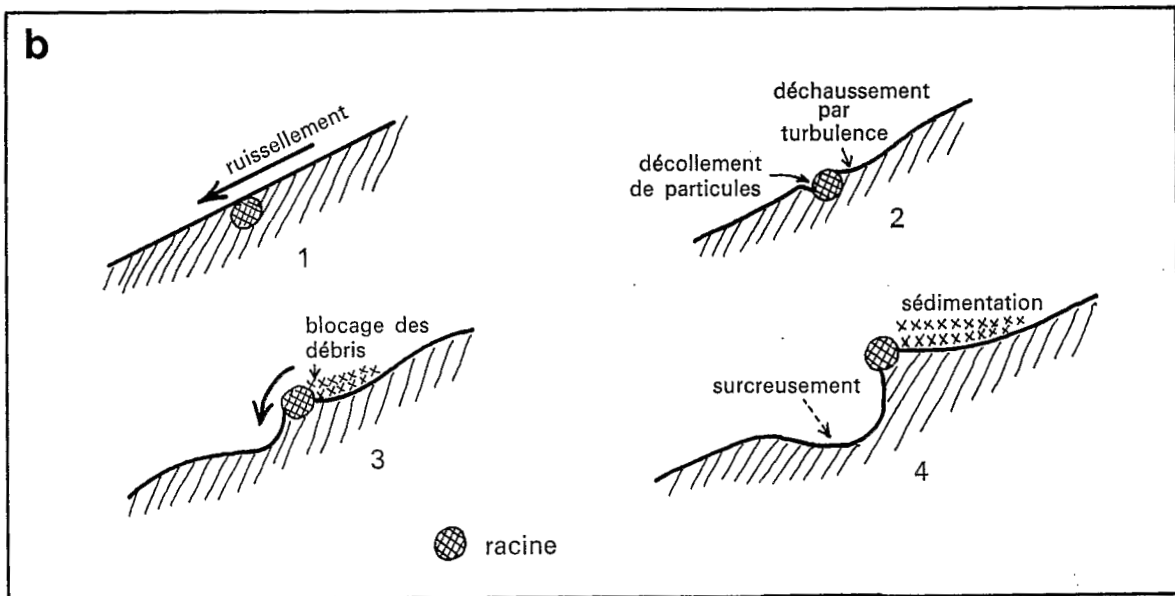 b
ruissellement
1
déchaussement
par
turbulence
décollement
de particules
2
blocage des
débris
3
sédimentation
surcreusement
4
racine